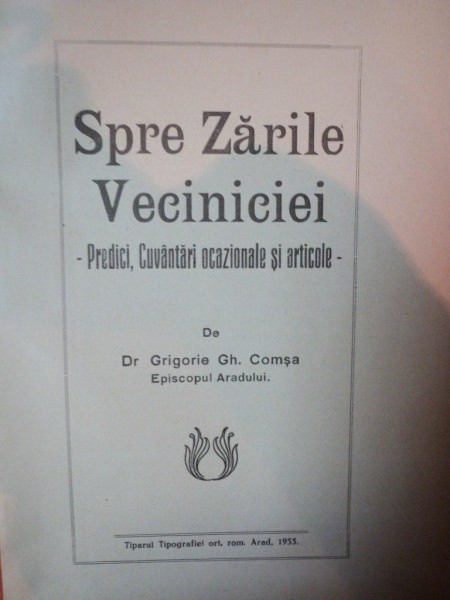 Spre Zările
Veciniciei
- Predici, Cuvântări ocazionale și articole -
De
Dr Grigorie Gh. Comșa
Episcopul Aradului.
Tiparul Tipografiei ort. rom. Arad, 1935.